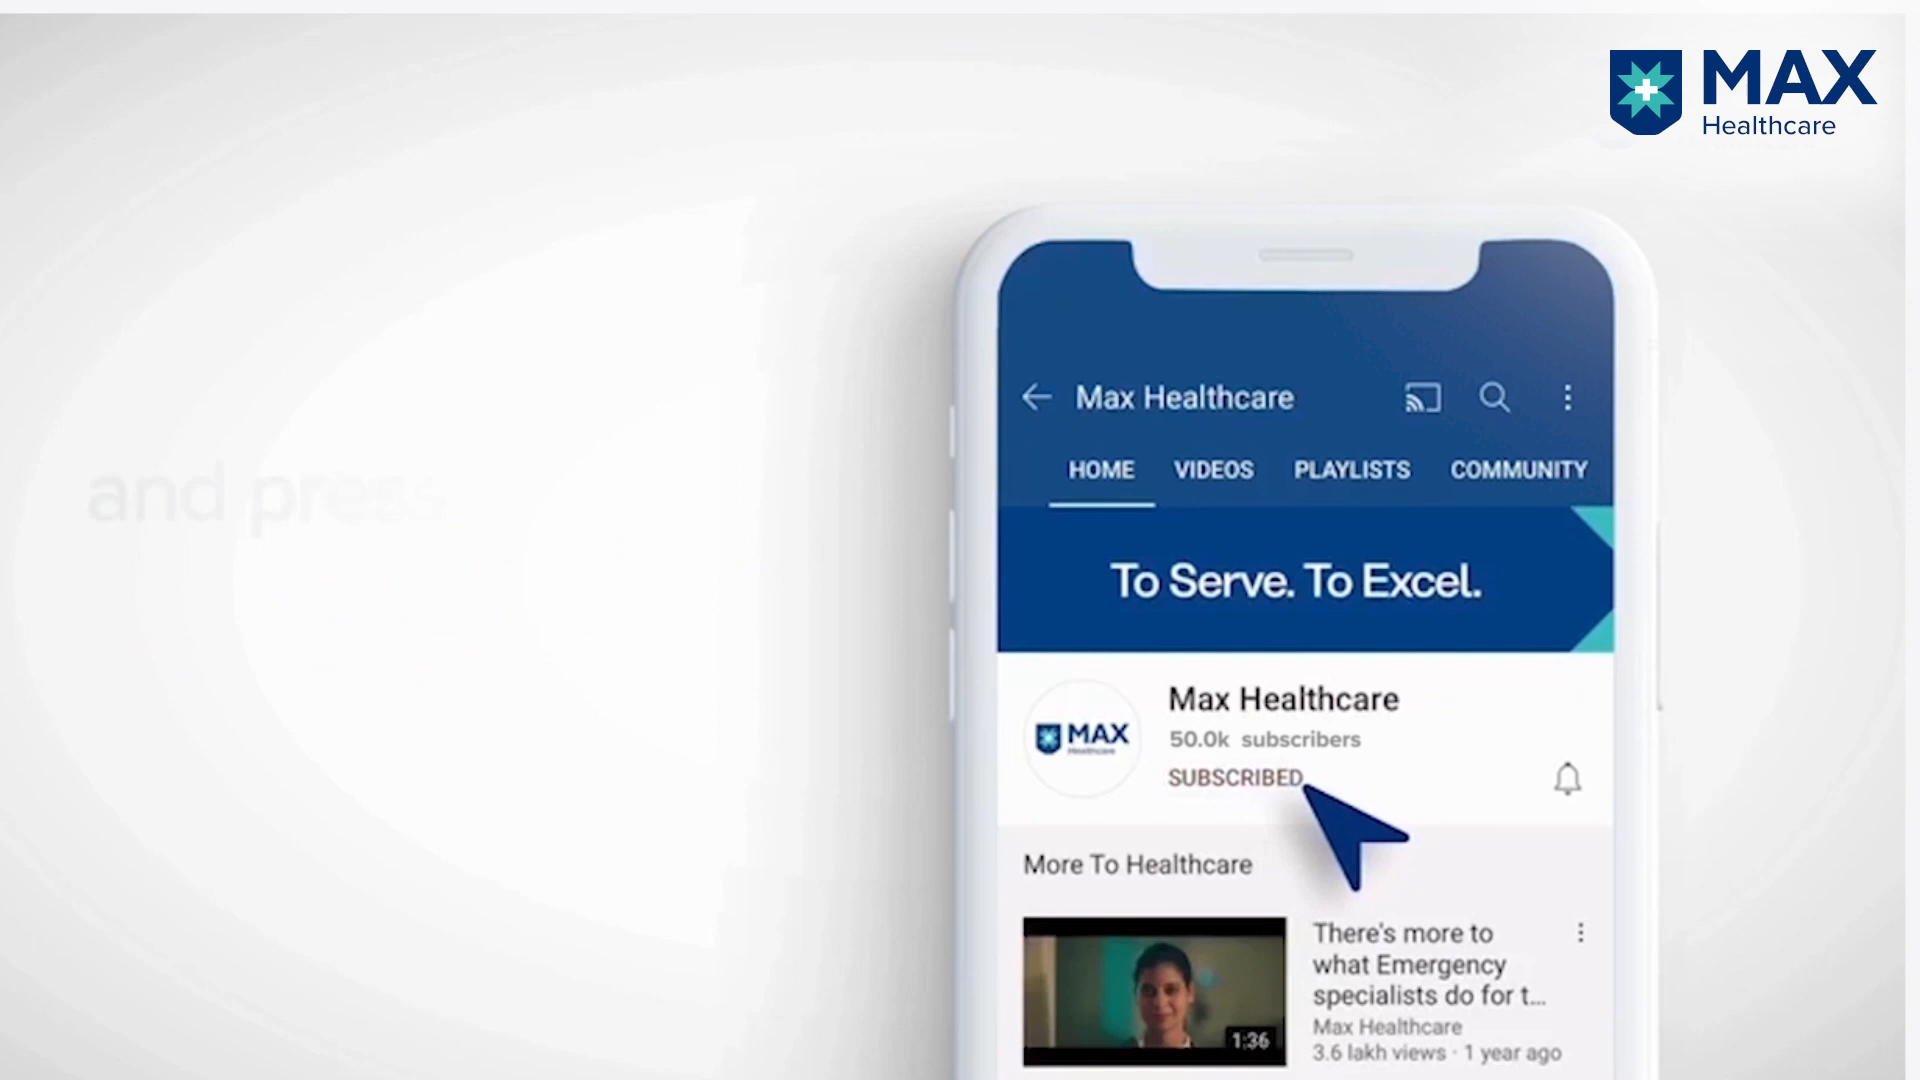 MAX
Healthcare
and press
Max Healthcare
HOME VIDEOS PLAYLISTS COMMUNITY
To Serve. To Excel.
MAX
Healthcare
Max Healthcare
50.0k subscribers
SUBSCRIBED
More To Healthcare
There's more to
what Emergency
specialists do for t...
1:36
Max Healthcare
3.6 lakh views · 1 year ago